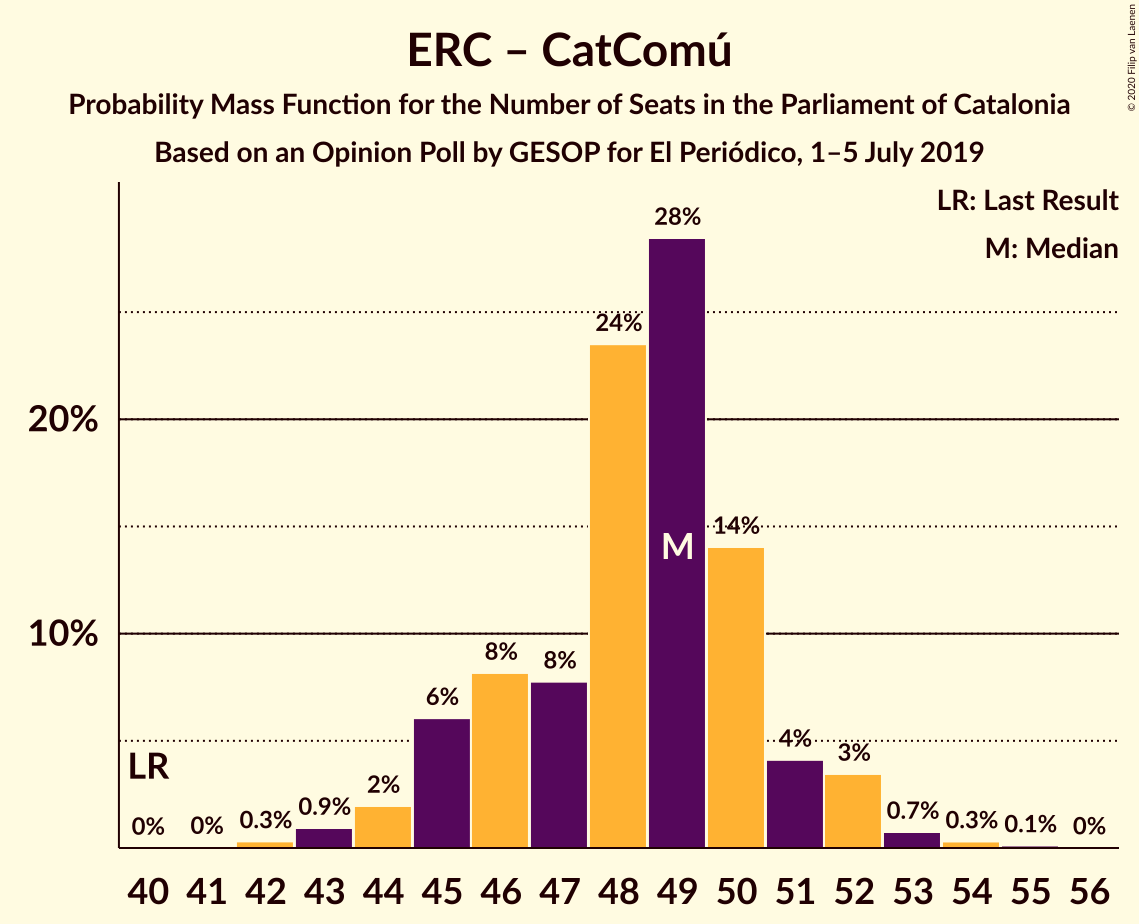 ERC – CatComú
Probability Mass Function for the Number of Seats in the Parliament of Catalonia
Based on an Opinion Poll by GESOP for El Periódico, 1–5 July 2019
© 2020 Filip van Laenen
LR: Last Result
M: Median
20%
10%
LR
M
0%
0%
0.3%
0.9%
2%
6%
8%
8%
24%
28%
14%
4%
3%
0.7%
0.3%
0.1%
0%
40 41 42 43 44 45 46 47 48 49 50 51 52 53 54 55 56